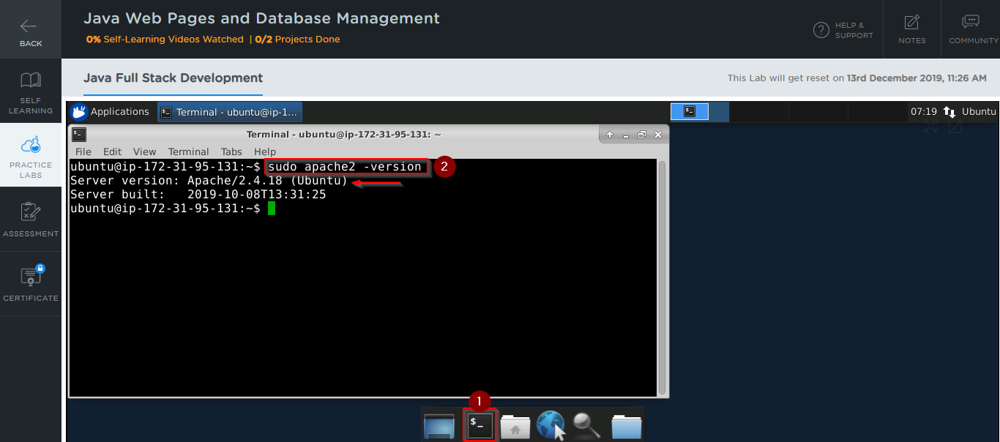 BACK
Java Web Pages and Database Management
0% Self-Learning Videos Watched | 0/2 Projects Done
HELP &
SUPPORT
NOTES
COMMUNITY
SELF
LEARNING
PRACTICE
LABS
ASSESSMENT
CERTIFICATE
Java Full Stack Development
This Lab will get reset on 13rd December 2019, 11:26 AM
Applications
Terminal - ubuntu@ip-1...
07:19
Ubuntu
Terminal - ubuntu@ip-172-31-95-131: ~
File Edit View Terminal Tabs Help
ubuntu@ip-172-31-95-131:~$ sudo apache2 -version
2
Server version: Apache/2.4.18 (Ubuntu)
Server built:   2019-10-08T13:31:25
ubuntu@ip-172-31-95-131:~$
1
$_